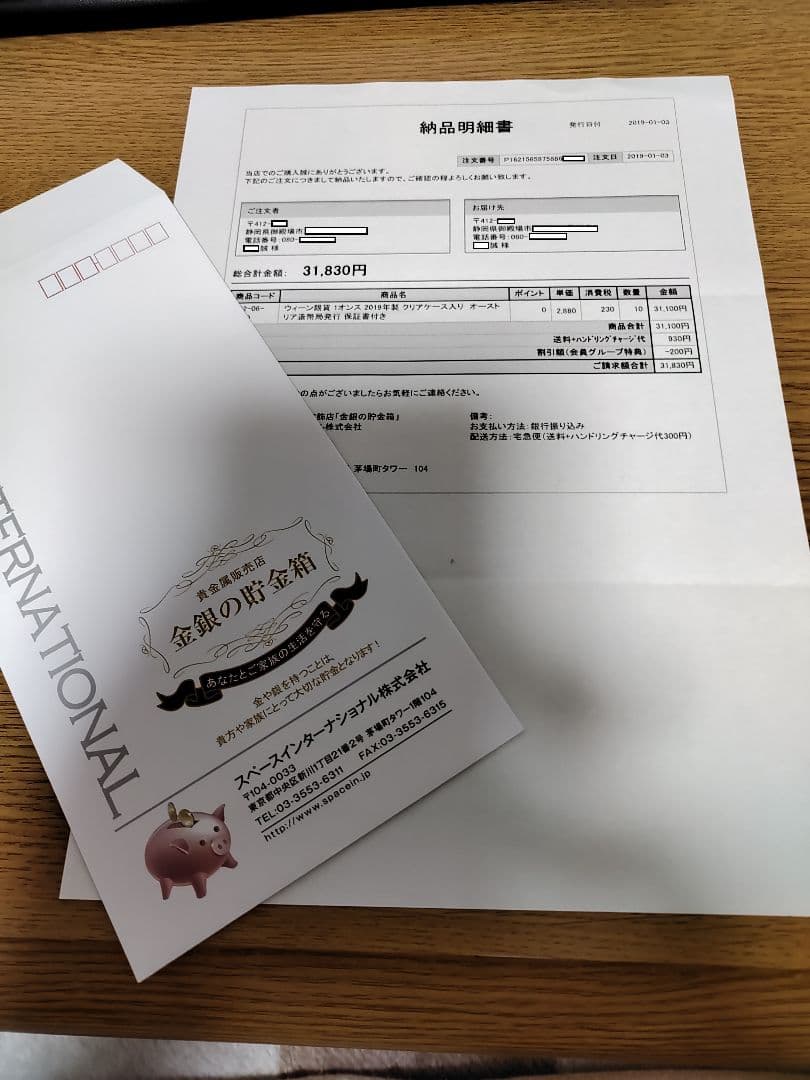 納品明細書
発行日付 2019-01-03
注文番号 P1621565975886 注文日 2019-01-03
当店でのご購入誠にありがとうございます。
下記のご注文につきまして納品いたしますので、ご確認の程よろしくお願い致します。
ご注文者
〒412-
静岡県御殿場市
電話番号:080-
誠 様
お届け先
〒412-
静岡県御殿場市
電話番号:080-
誠 様
総合計金額: 31,830円
商品コード 商品名 ポイント 単価 消費税 数量 金額
-06- ウィーン銀貨 1オンス 2019年製 クリアケース入り オーストリア造幣局発行 保証書付き 0 2,880 230 10 31,100円
商品合計 31,100円
送料+ハンドリングチャージ代 930円
割引額(会員グループ特典) -200円
ご請求額合計 31,830円
の点がございましたらお気軽にご連絡ください。
飾店「金銀の貯金箱」
株式会社
茅場町タワー 104
備考:
お支払い方法: 銀行振り込み
配送方法: 宅急便(送料+ハンドリングチャージ代300円)
TERNATIONAL
貴金属販売店
金銀の貯金箱
あなたとご家族の生活を守る
金や銀を持つことは、
貴方や家族にとって大切な貯金となります!
スペースインターナショナル株式会社
〒104-0033
東京都中央区新川1丁目21番2号 茅場町タワー1階104
TEL:03-3553-6311 FAX:03-3553-6315
http://www.spacein.jp